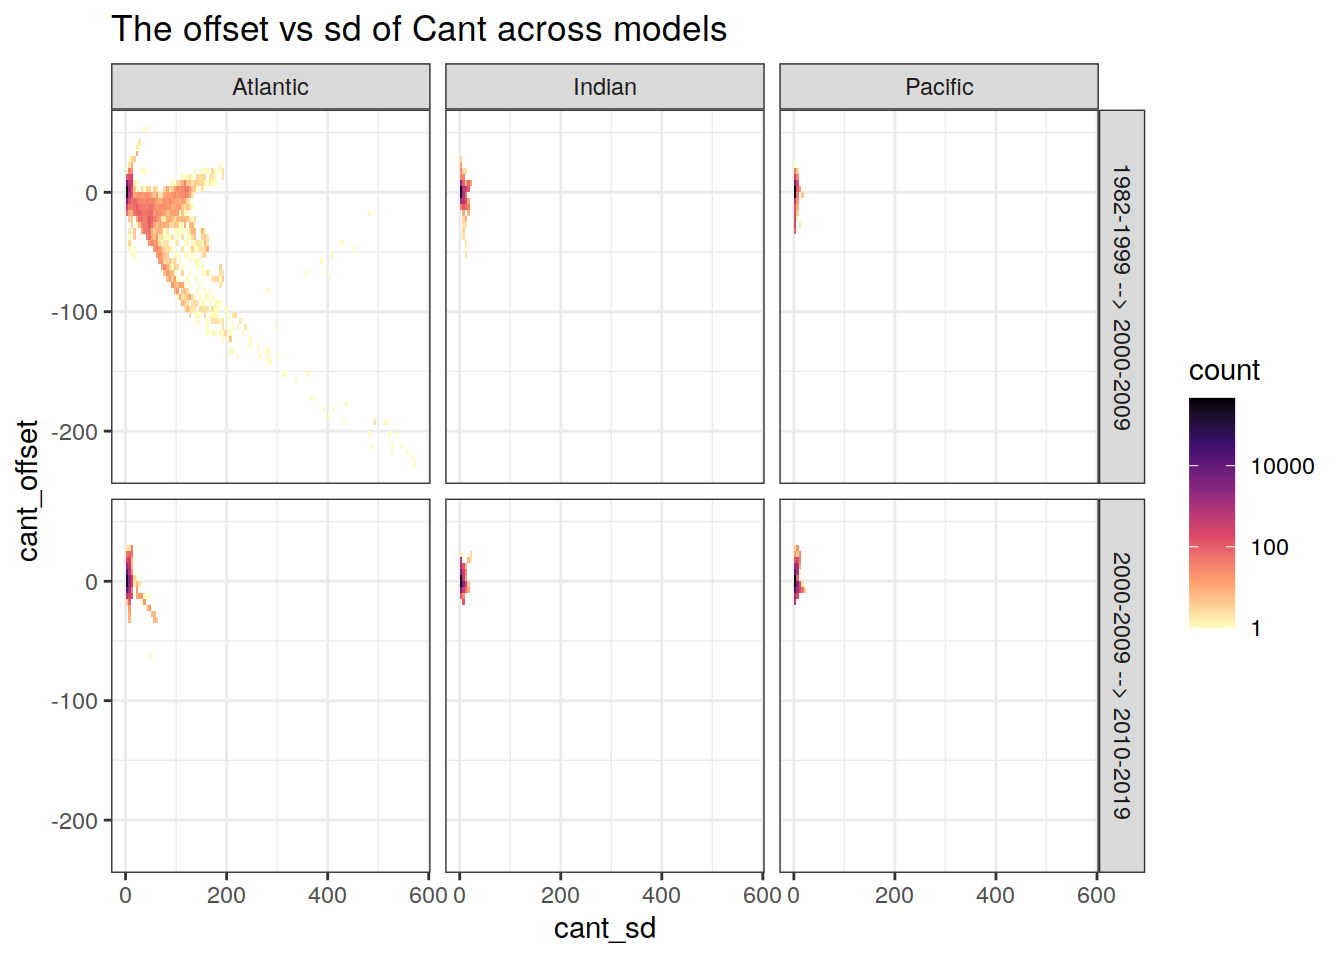 The offset vs sd of Cant across models
Atlantic
Indian
Pacific
0
-100
-200
1982-1999 --> 2000-2009
0
-100
-200
2000-2009 --> 2010-2019
0 200 400 600
0 200 400 600
0 200 400 600
cant_sd
cant_offset
count
10000
100
1